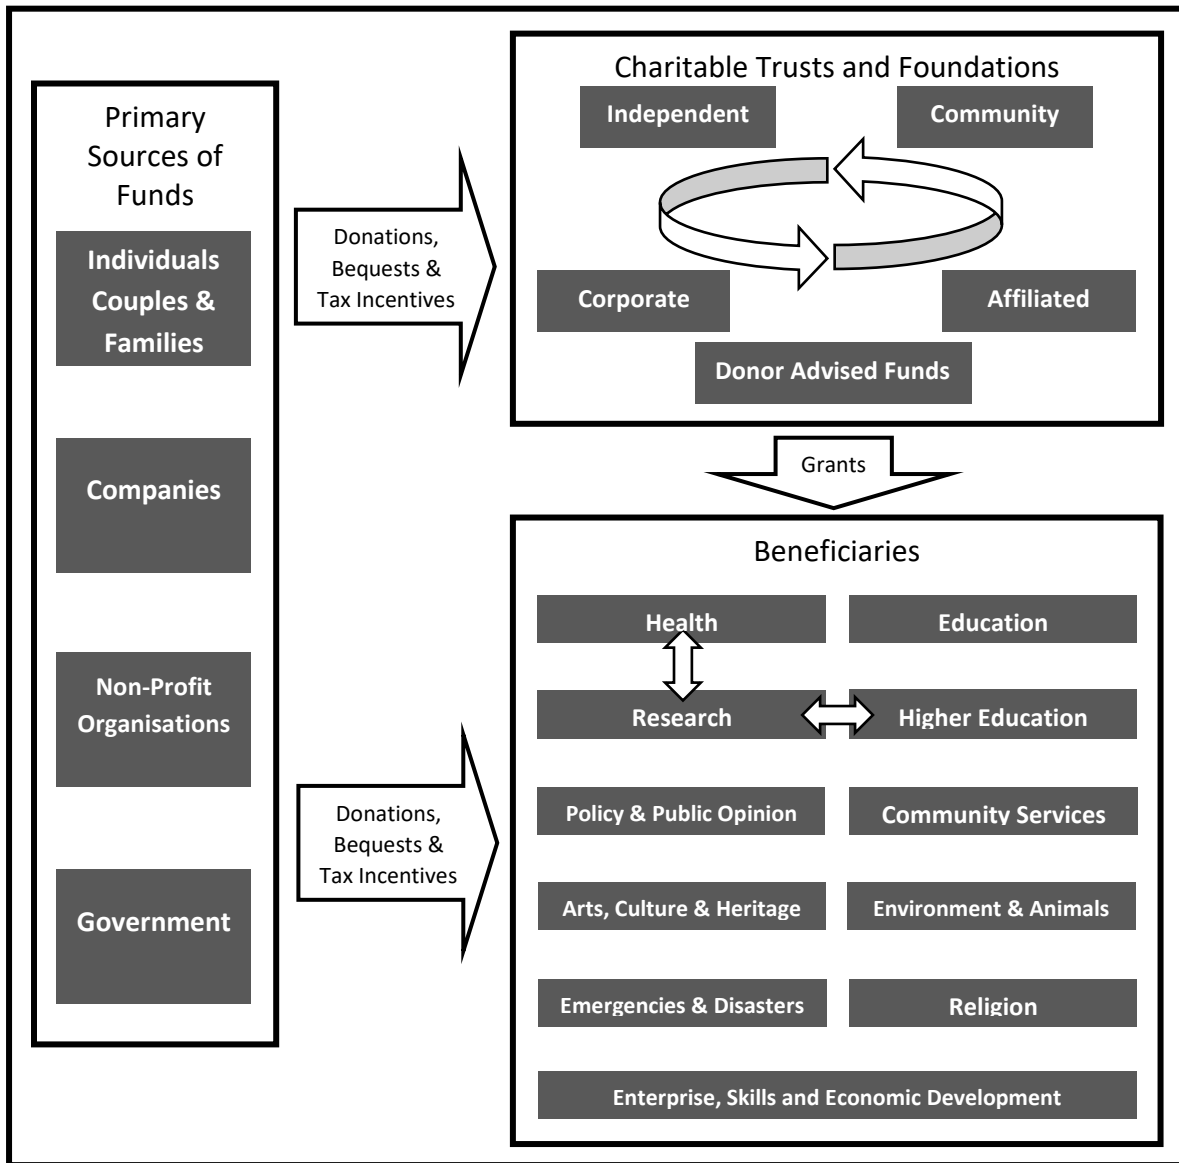 Primary
Sources of
Funds
Individuals
Couples &
Families
Companies
Non-Profit
Organisations
Government
Donations,
Bequests &
Tax Incentives
Donations,
Bequests &
Tax Incentives
Charitable Trusts and Foundations
Independent
Community
Corporate
Affiliated
Donor Advised Funds
Grants
Beneficiaries
Health
Education
Research
Higher Education
Policy & Public Opinion
Community Services
Arts, Culture & Heritage
Environment & Animals
Emergencies & Disasters
Religion
Enterprise, Skills and Economic Development